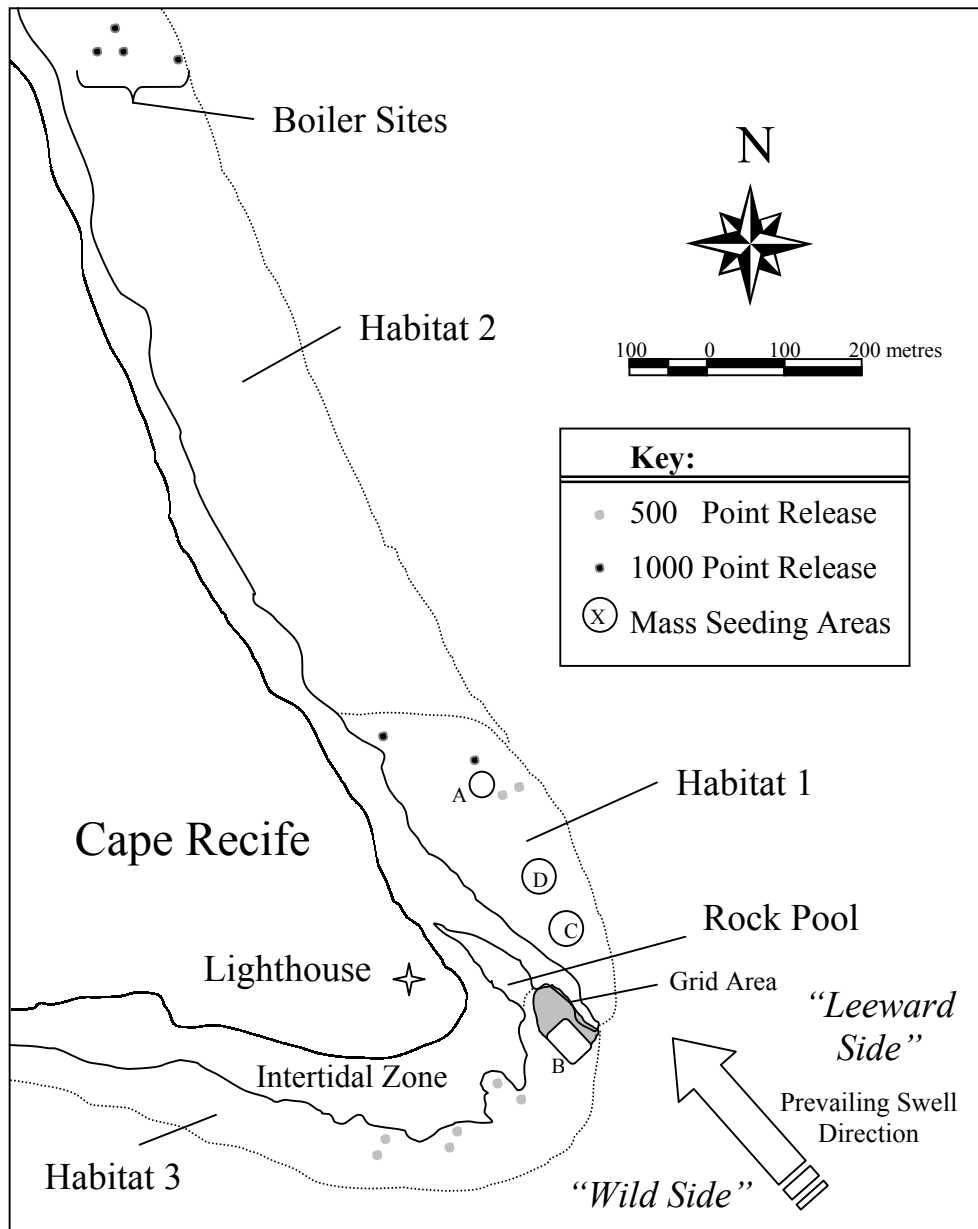 Boiler Sites
N
Habitat 2
100 0 100 200 metres
Key:
500 Point Release
1000 Point Release
X Mass Seeding Areas
A
Habitat 1
Cape Recife
D
C
Rock Pool
Lighthouse
Grid Area
"Leeward
Side"
B
Intertidal Zone
Prevailing Swell
Direction
Habitat 3
"Wild Side"